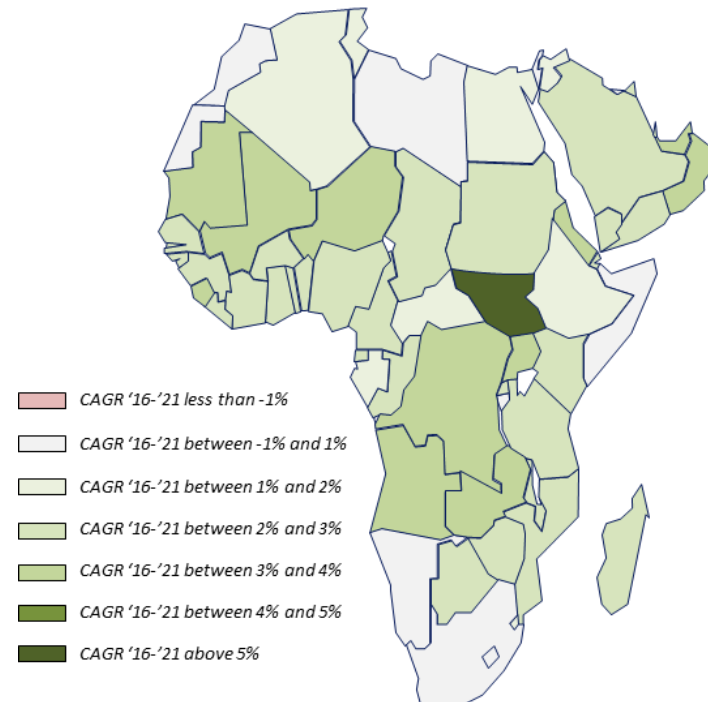 CAGR ‘16-’21 less than -1%
CAGR ‘16-’21 between -1% and 1%
CAGR ‘16-’21 between 1% and 2%
CAGR ‘16-’21 between 2% and 3%
CAGR ‘16-’21 between 3% and 4%
CAGR ‘16-’21 between 4% and 5%
CAGR ‘16-’21 above 5%